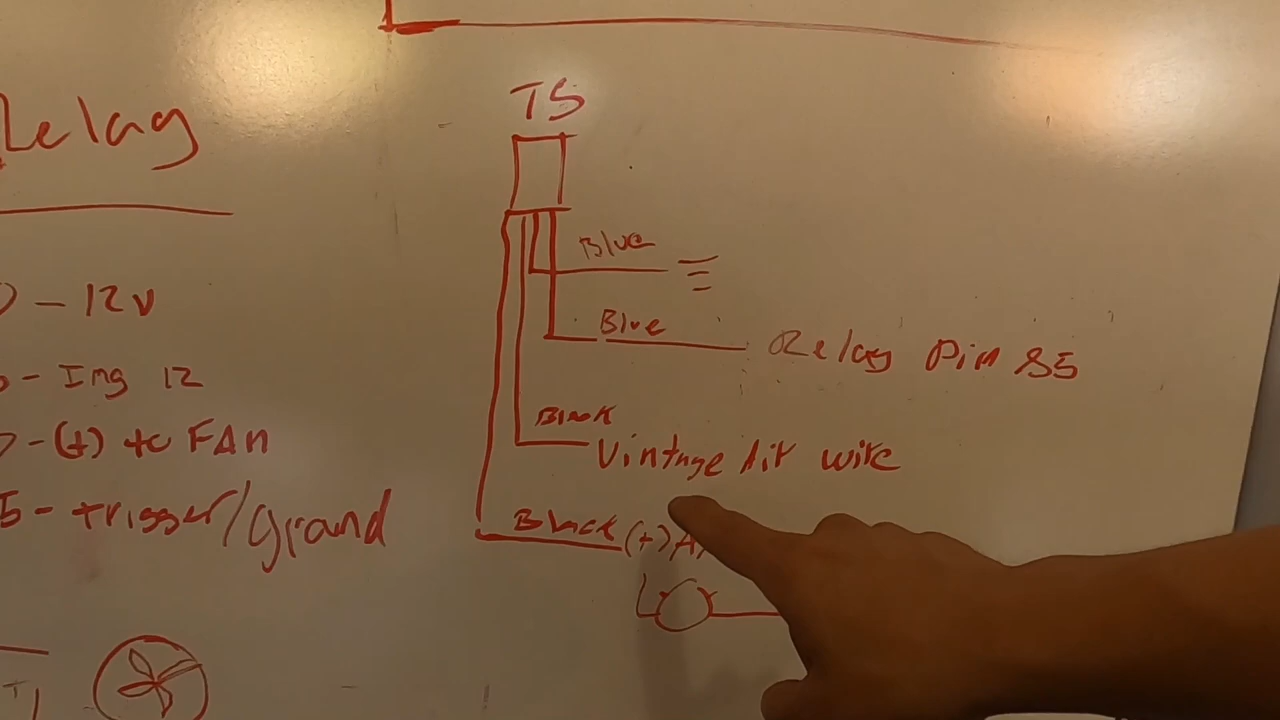 Relay
TS
Blue
- 12v
Blue
Relay Pin 85
- Ing 12
Black
- (+) to FAn
Vintage Air wire
5 - trigger/Ground
Black (+) A